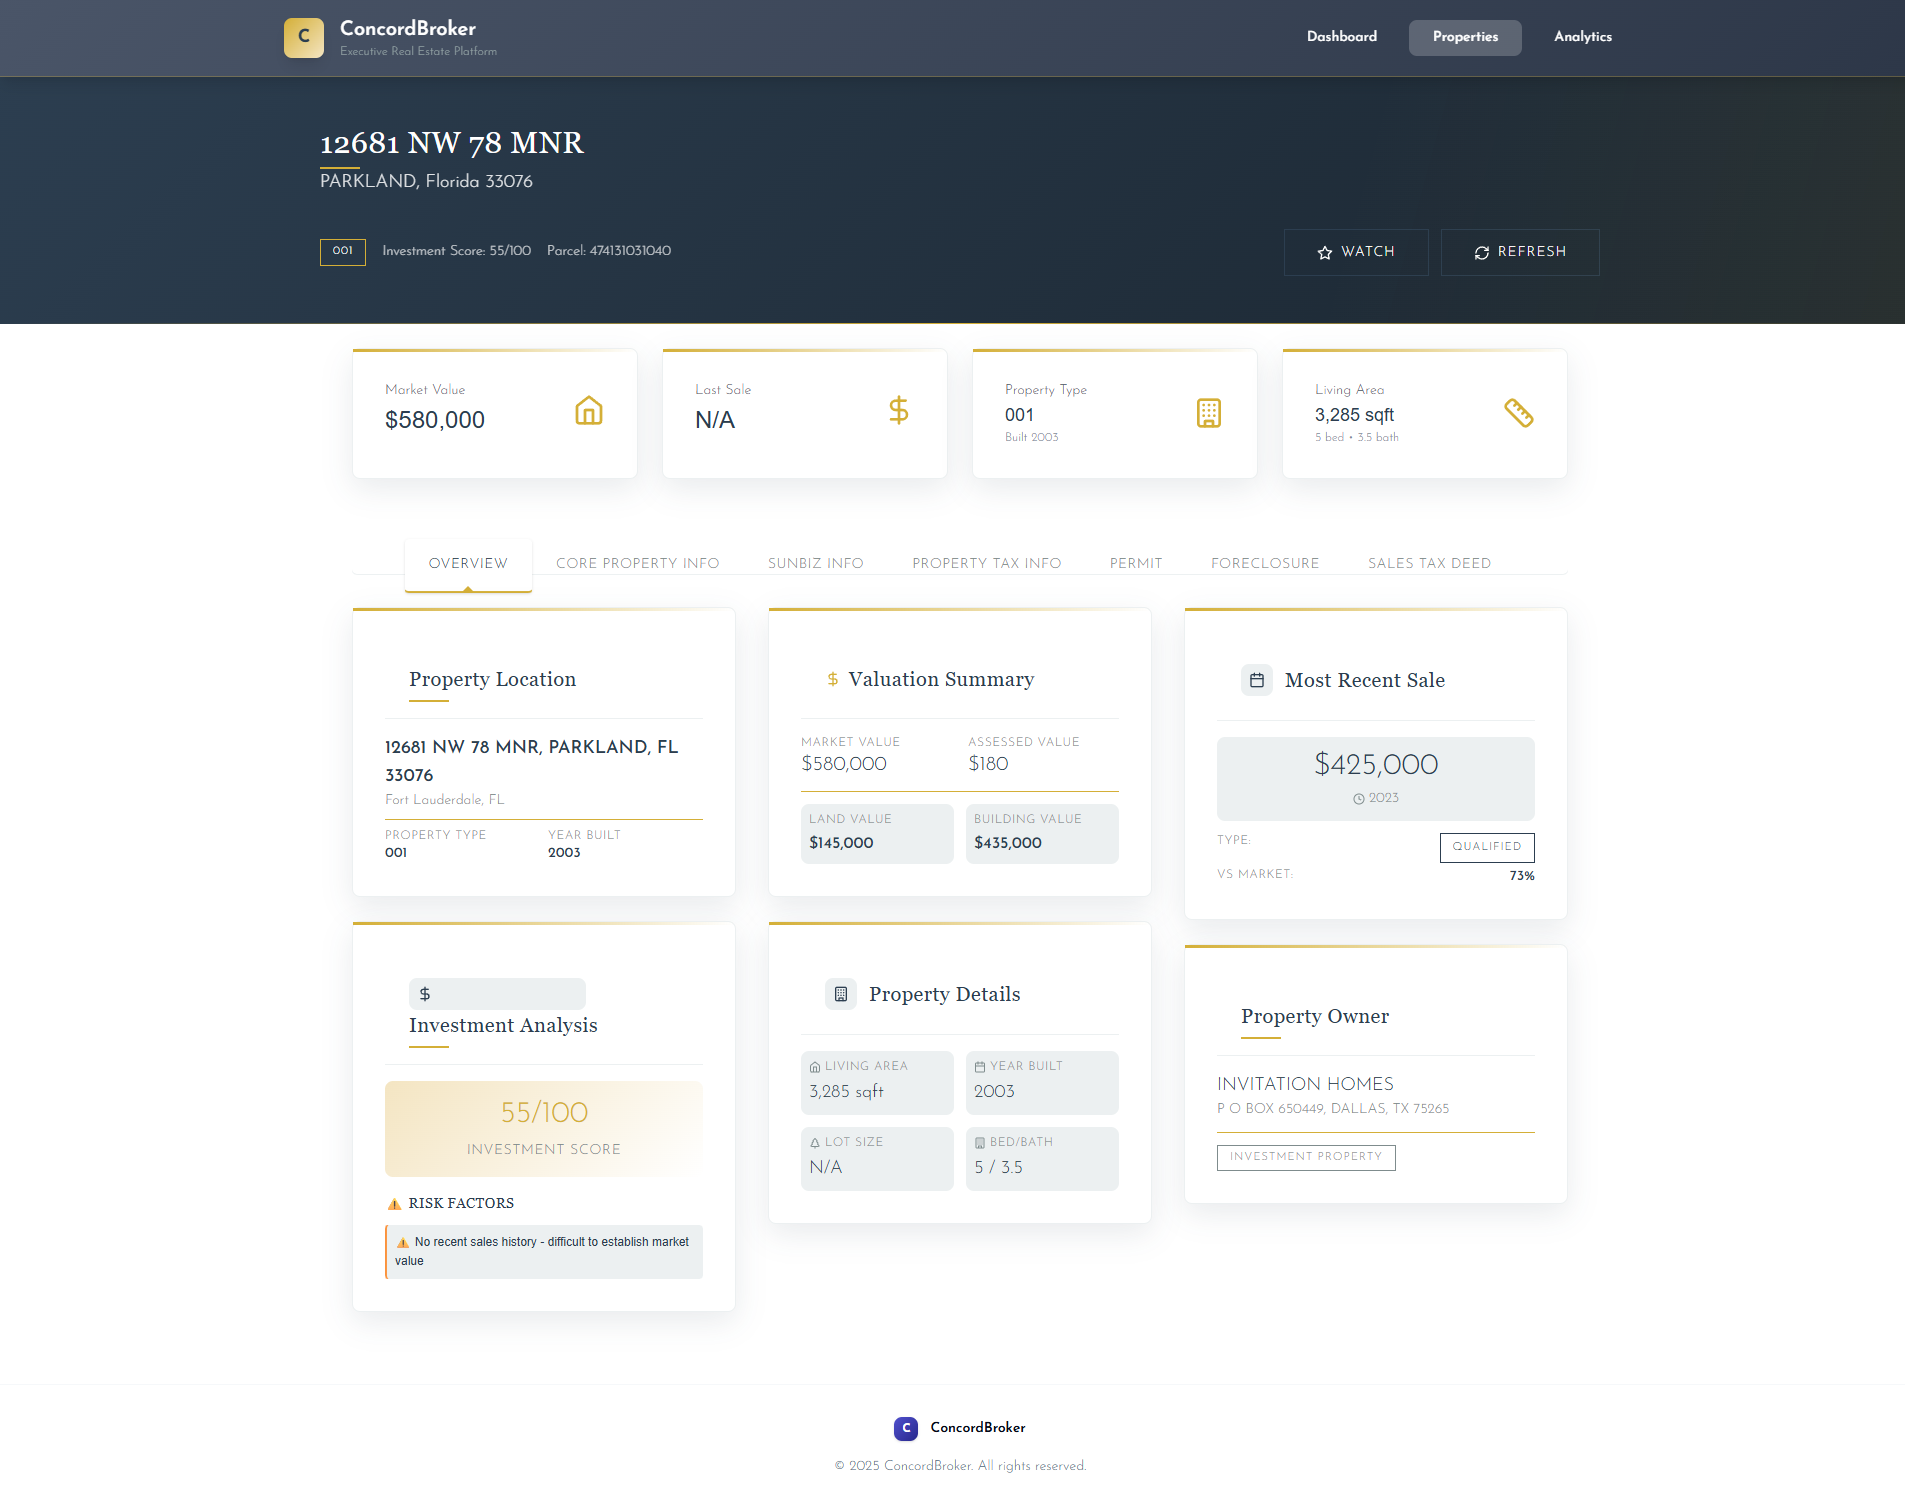 C
ConcordBroker
Executive Real Estate Platform
Dashboard
Properties
Analytics
12681 NW 78 MNR
PARKLAND, Florida 33076
001
Investment Score: 55/100
Parcel: 474131031040
WATCH
REFRESH
Market Value
$580,000
Last Sale
N/A
Property Type
001
Built 2003
Living Area
3,285 sqft
5 bed • 3.5 bath
OVERVIEW
CORE PROPERTY INFO
SUNBIZ INFO
PROPERTY TAX INFO
PERMIT
FORECLOSURE
SALES TAX DEED
Property Location
12681 NW 78 MNR, PARKLAND, FL
33076
Fort Lauderdale, FL
PROPERTY TYPE
001
YEAR BUILT
2003
$ Valuation Summary
MARKET VALUE
$580,000
ASSESSED VALUE
$180
LAND VALUE
$145,000
BUILDING VALUE
$435,000
Most Recent Sale
$425,000
2023
TYPE:
QUALIFIED
VS MARKET:
73%
Investment Analysis
55/100
INVESTMENT SCORE
RISK FACTORS
No recent sales history - difficult to establish market
value
Property Details
LIVING AREA
3,285 sqft
YEAR BUILT
2003
LOT SIZE
N/A
BED/BATH
5 / 3.5
Property Owner
INVITATION HOMES
P O BOX 650449, DALLAS, TX 75265
INVESTMENT PROPERTY
C
ConcordBroker
© 2025 ConcordBroker. All rights reserved.